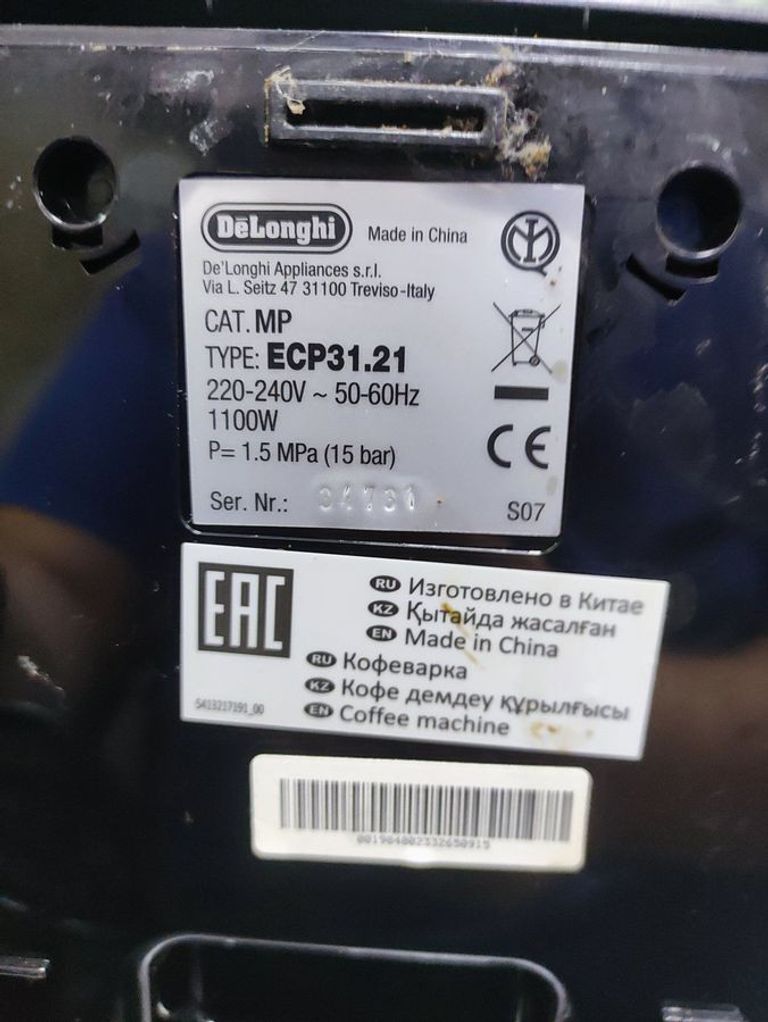 DeLonghi
Made in China
De'Longhi Appliances s.r.l.
Via L. Seitz 47 31100 Treviso-Italy
CAT. MP
TYPE: ECP31.21
220-240V ~ 50-60Hz
1100W
P= 1.5 MPa (15 bar)
CE
Ser. Nr.:
S07
EAC
RU Изготовлено в Китае
KZ Қытайда жасалған
EN Made in China
RU Кофеварка
KZ Кофе демдеу құрылғысы
EN Coffee machine
5413217191_00